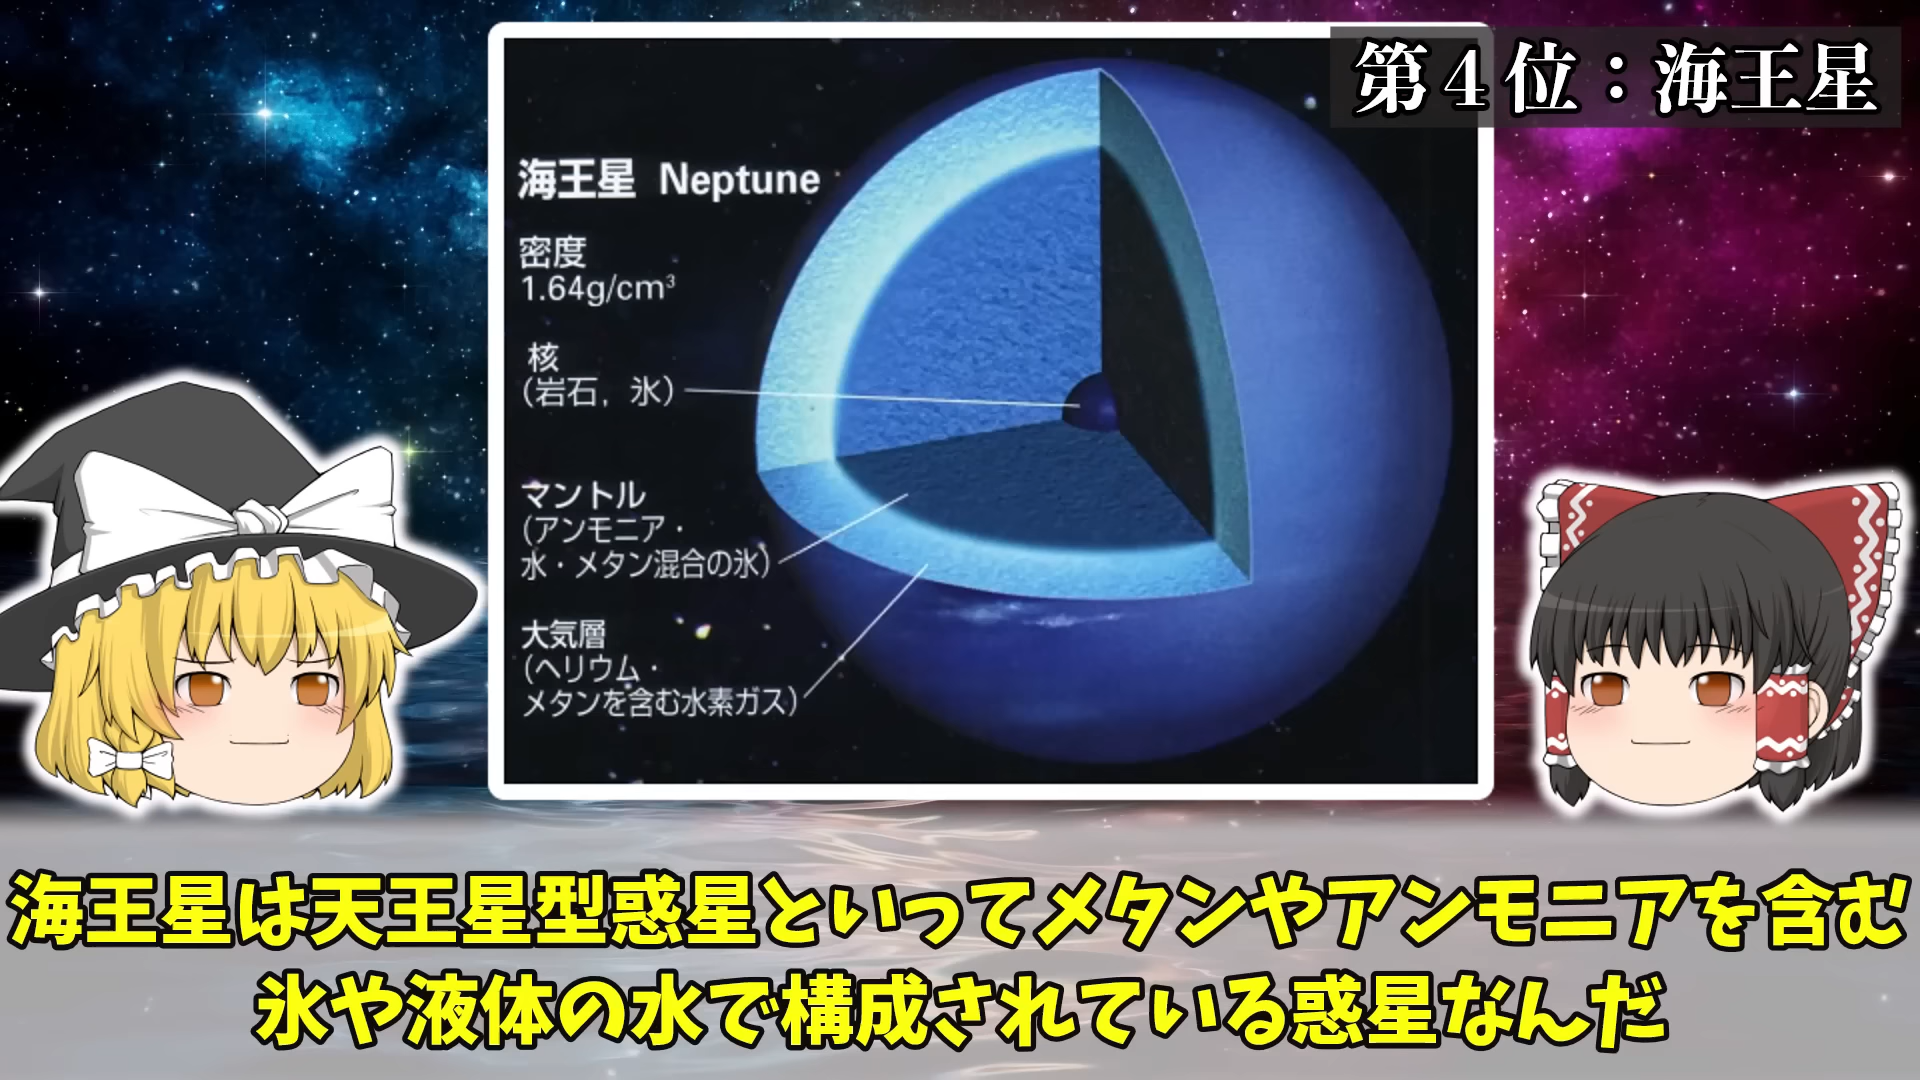 第4位：海王星
海王星 Neptune
密度
1.64g/cm³
核
（岩石，氷）
マントル
（アンモニア・
水・メタン混合の氷）
大気層
（ヘリウム・
メタンを含む水素ガス）
海王星は天王星型惑星といってメタンやアンモニアを含む
氷や液体の水で構成されている惑星なんだ